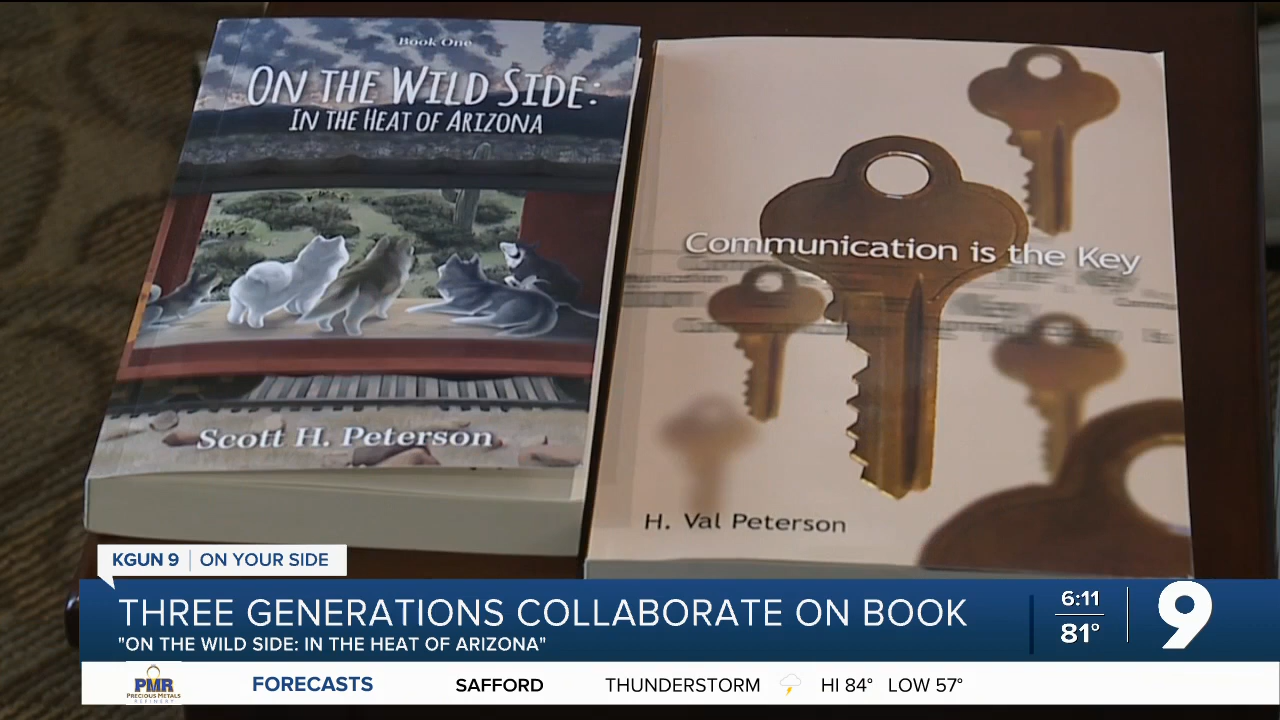 Book One
ON THE WILD SIDE:
IN THE HEAT OF ARIZONA
Scott H. Peterson
Communication is the Key
H. Val Peterson
KGUN 9 | ON YOUR SIDE
THREE GENERATIONS COLLABORATE ON BOOK
"ON THE WILD SIDE: IN THE HEAT OF ARIZONA"
6:11
81°
9
PMR
PRECIOUS METALS
REFINERY
FORECASTS SAFFORD THUNDERSTORM HI 84° LOW 57°